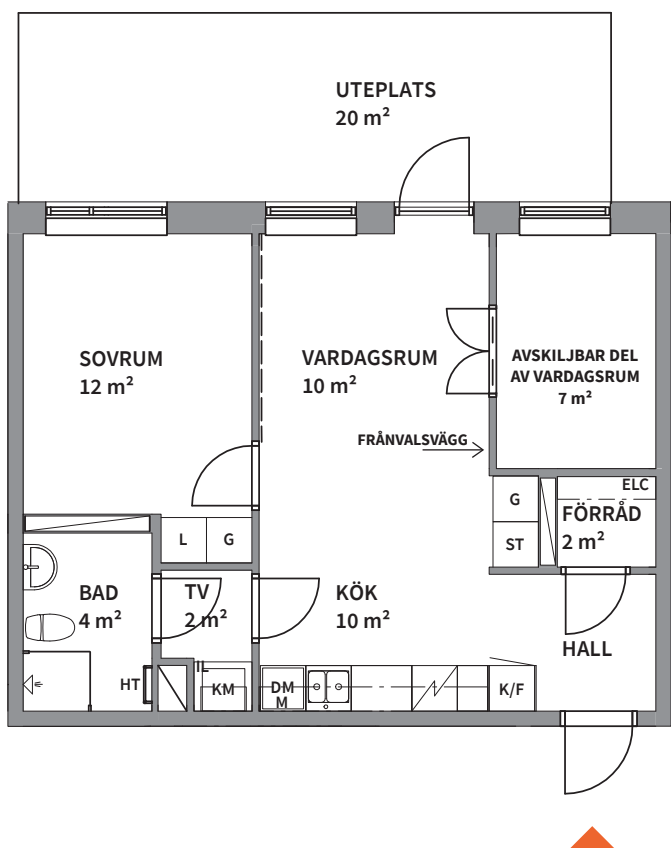 UTEPLATS
20 m²
SOVRUM
12 m²
VARDAGSRUM
10 m²
AVSKILJBAR DEL
AV VARDAGSRUM
7 m²
FRÅNVALSVÄGG
L
G
G
ST
ELC
FÖRRÅD
2 m²
BAD
4 m²
TV
2 m²
KÖK
10 m²
HALL
HT
KM
DM
M
K/F